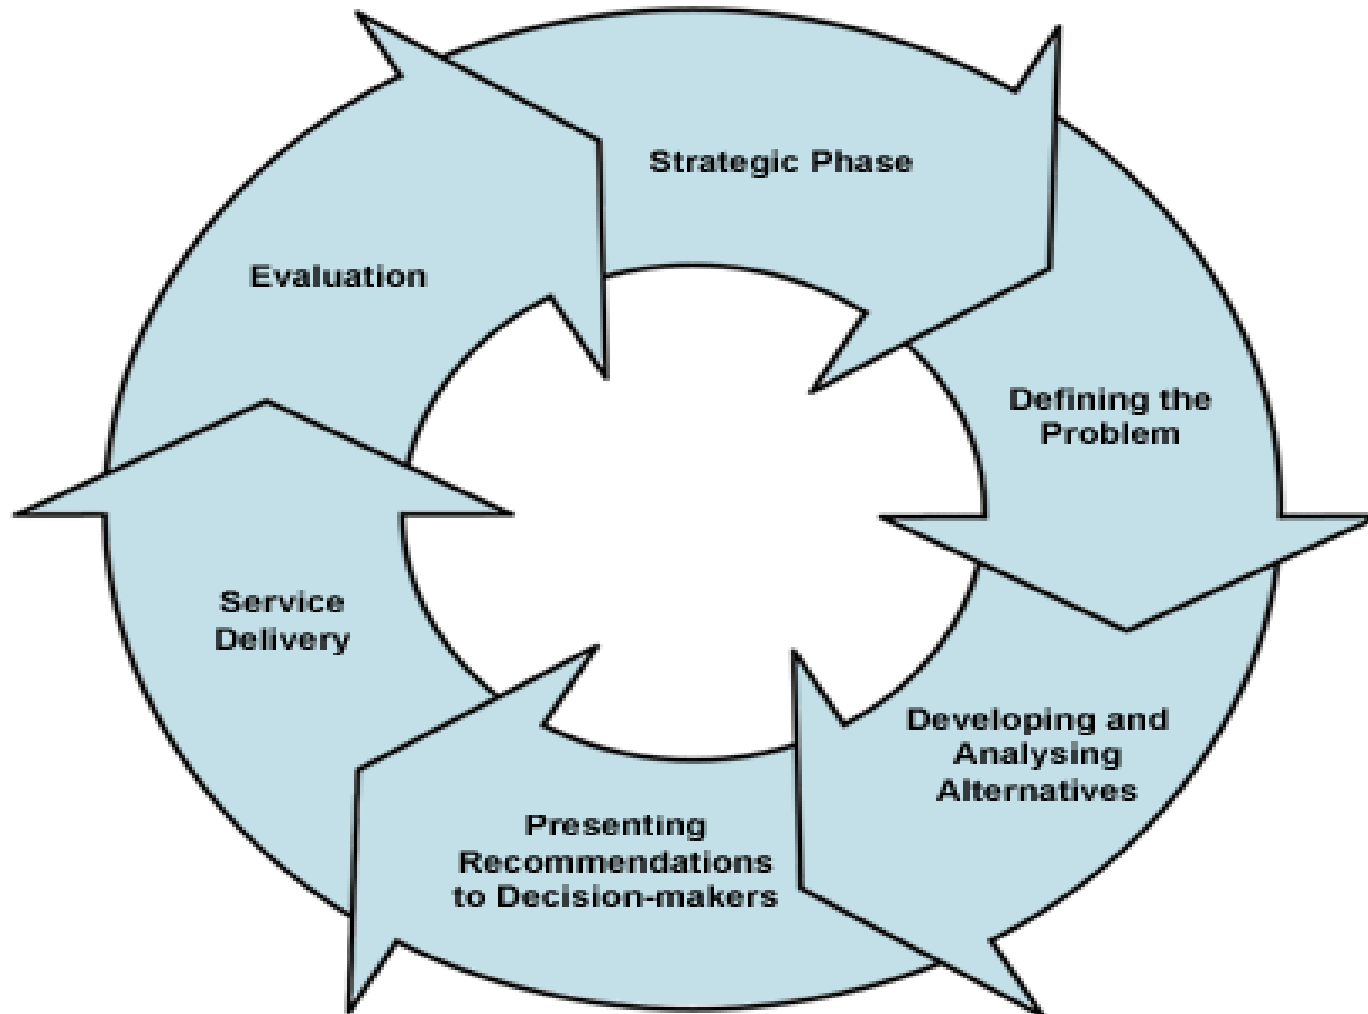 Strategic Phase
Defining the
Problem
Developing and
Analysing
Alternatives
Presenting
Recommendations
to Decision-makers
Service
Delivery
Evaluation